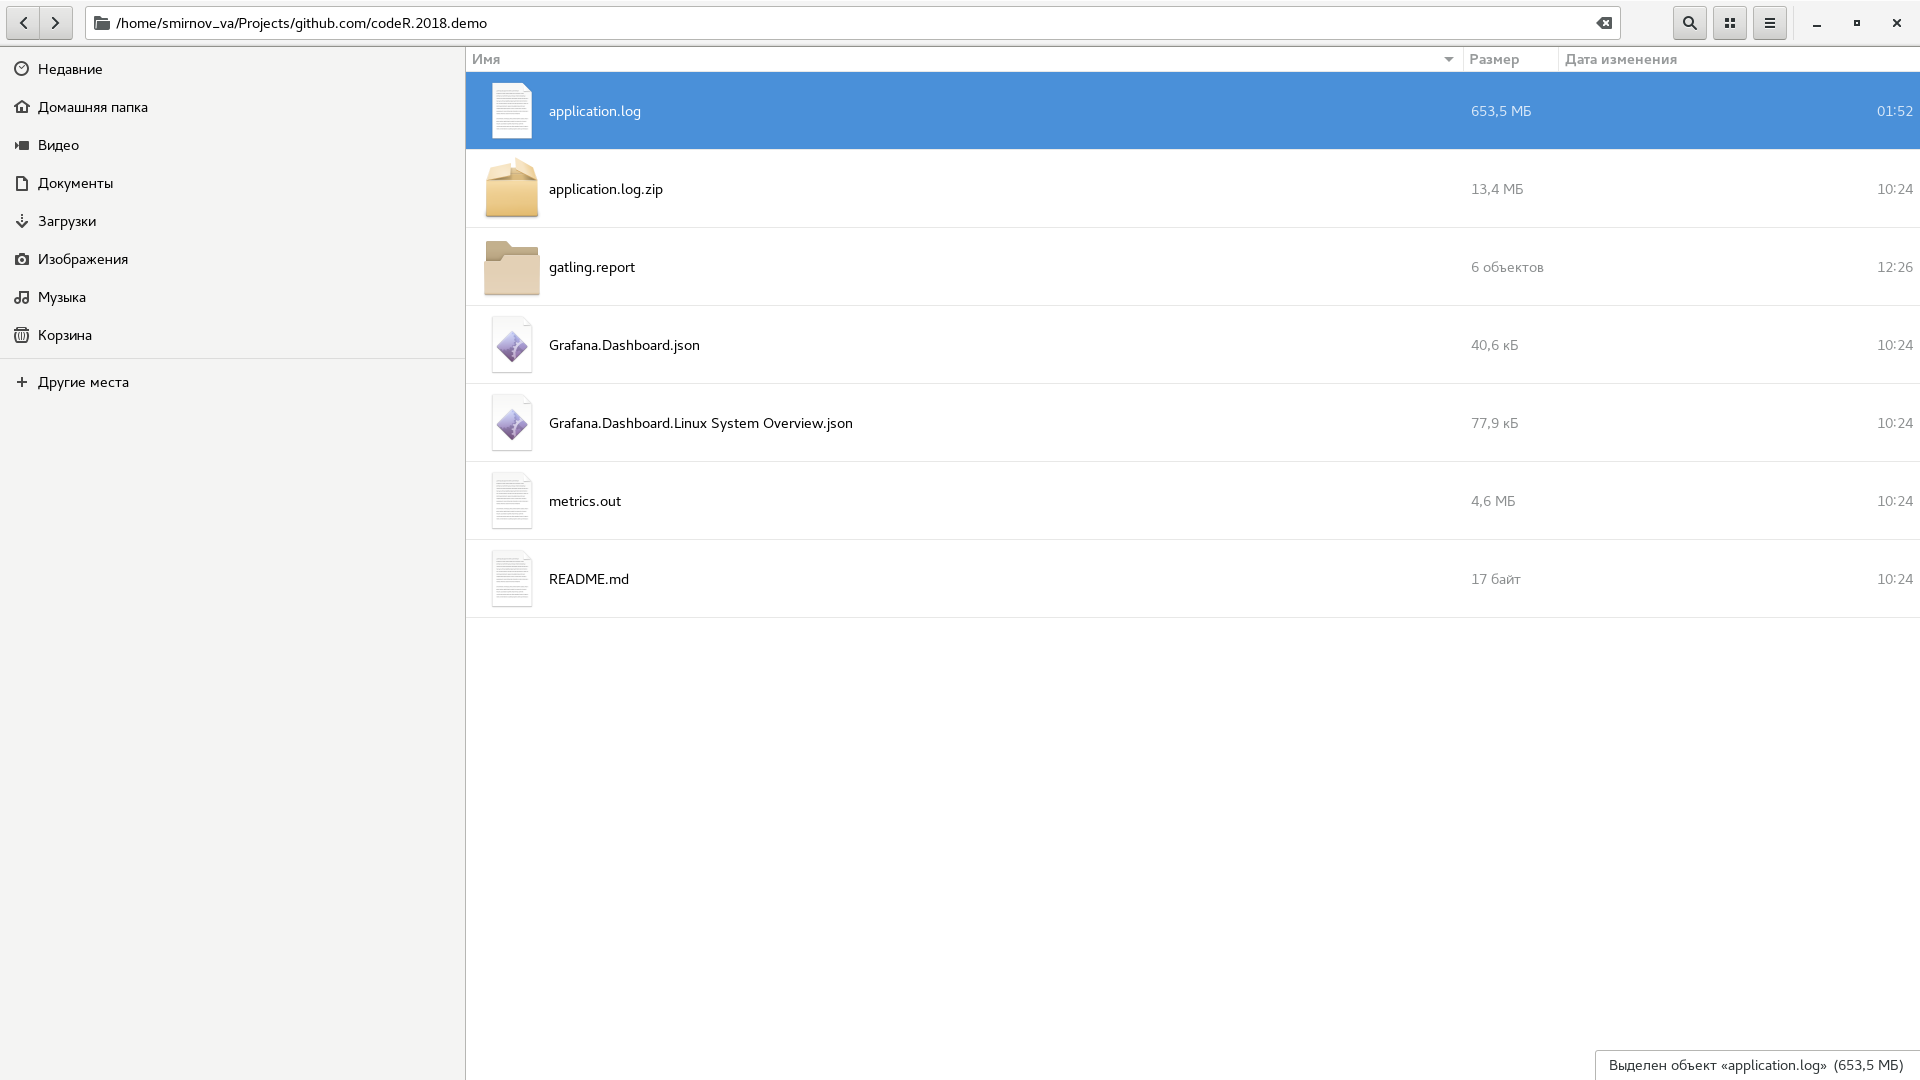 /home/smirnov_va/Projects/github.com/codeR.2018.demo
Недавние
Домашняя папка
Видео
Документы
Загрузки
Изображения
Музыка
Корзина
Другие места
Имя Размер Дата изменения
application.log 653,5 МБ 01:52
application.log.zip 13,4 МБ 10:24
gatling.report 6 объектов 12:26
Grafana.Dashboard.json 40,6 кБ 10:24
Grafana.Dashboard.Linux System Overview.json 77,9 кБ 10:24
metrics.out 4,6 МБ 10:24
README.md 17 байт 10:24
Выделен объект «application.log» (653,5 МБ)